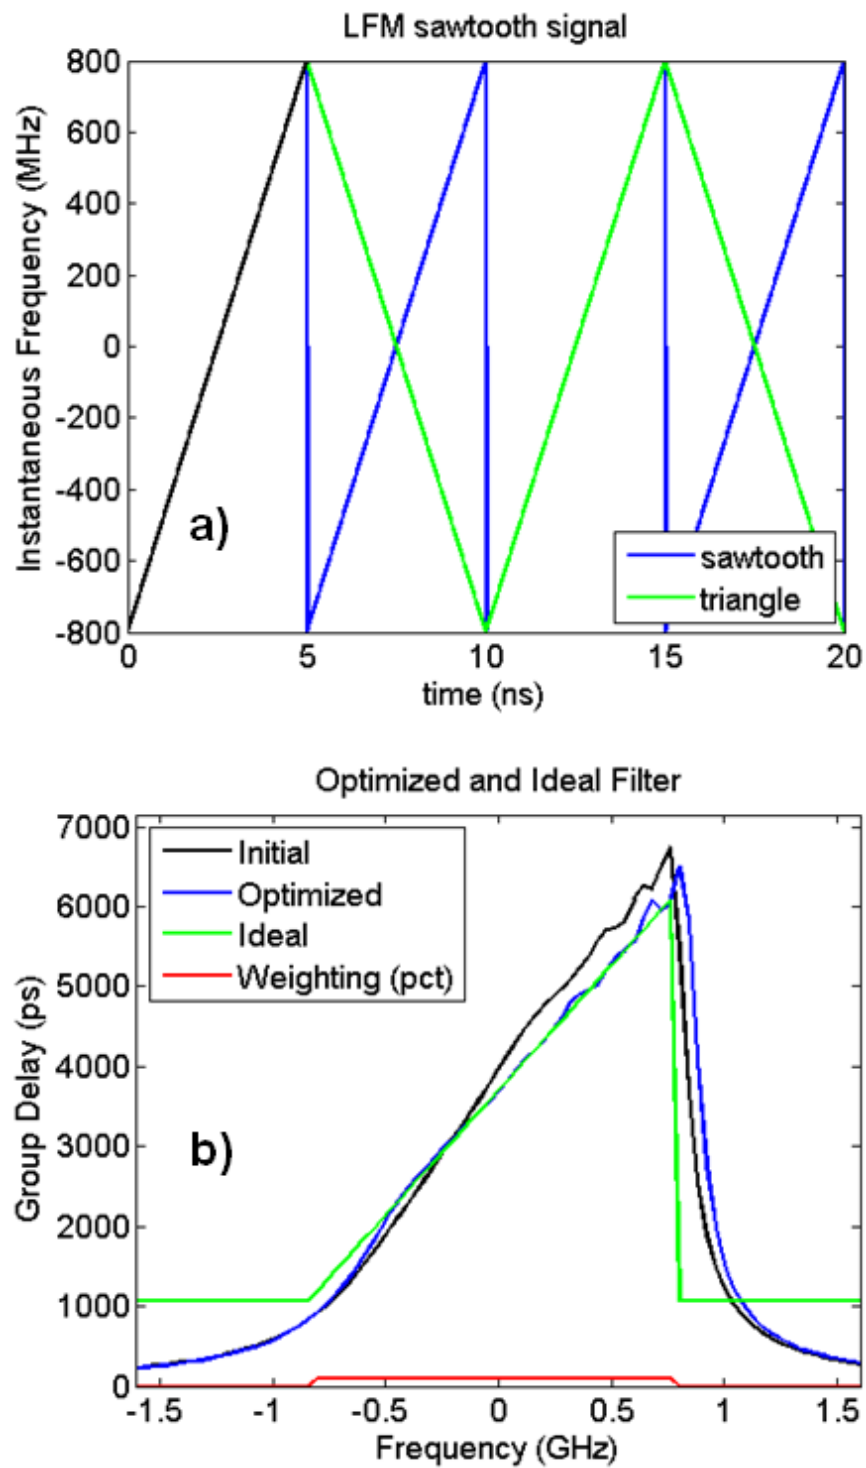 LFM sawtooth signal
Instantaneous Frequency (MHz)
800
600
400
200
0
-200
-400
-600
-800
a)
sawtooth
triangle
0 5 10 15 20
time (ns)
Optimized and Ideal Filter
Group Delay (ps)
7000
6000
5000
4000
3000
2000
1000
0
Initial
Optimized
Ideal
Weighting (pct)
b)
-1.5 -1 -0.5 0 0.5 1 1.5
Frequency (GHz)